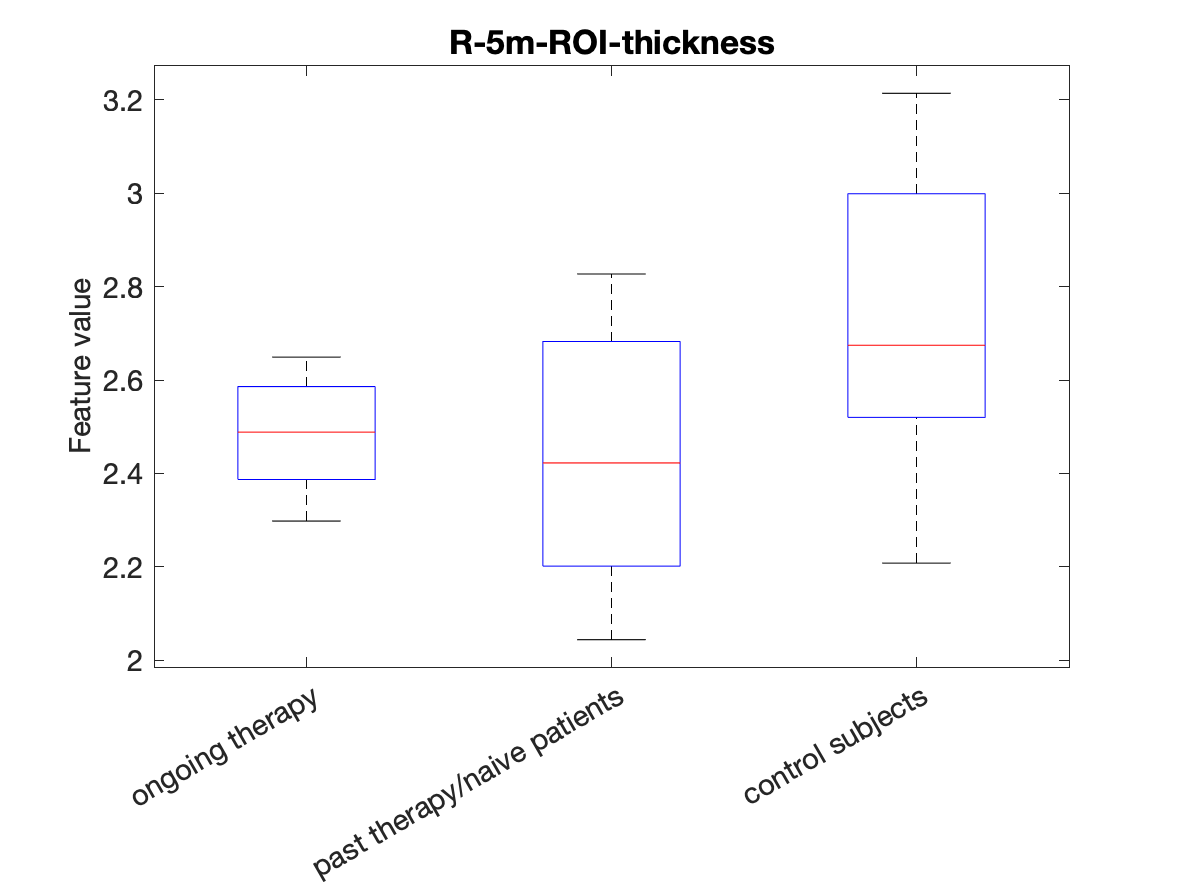 R-5m-ROI-thickness
Feature value
3.2
3
2.8
2.6
2.4
2.2
2
ongoing therapy
past therapy/naive patients
control subjects